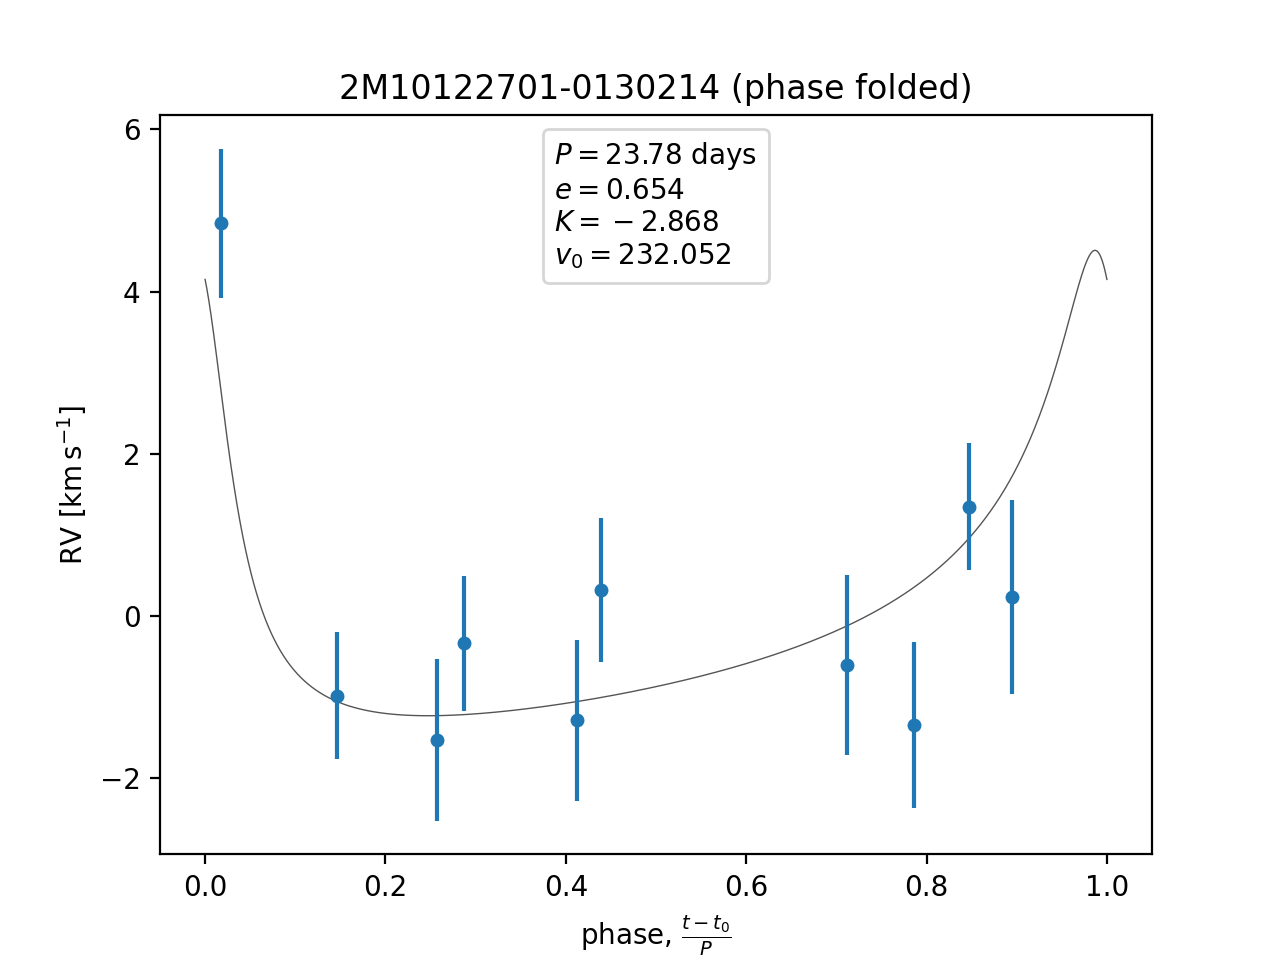 2M10122701-0130214 (phase folded)
P = 23.78 days
e = 0.654
K = −2.868
v₀ = 232.052
6
4
2
0
−2
RV [km s⁻¹]
0.0 0.2 0.4 0.6 0.8 1.0
phase, (t − t₀)/P